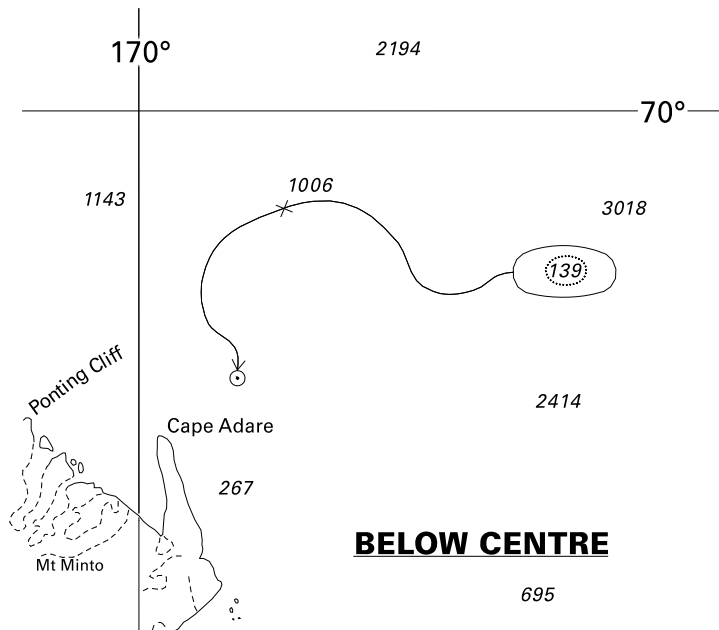 170°
2194
70°
1006
1143
3018
139
Ponting Cliff
2414
Cape Adare
267
BELOW CENTRE
Mt Minto
695